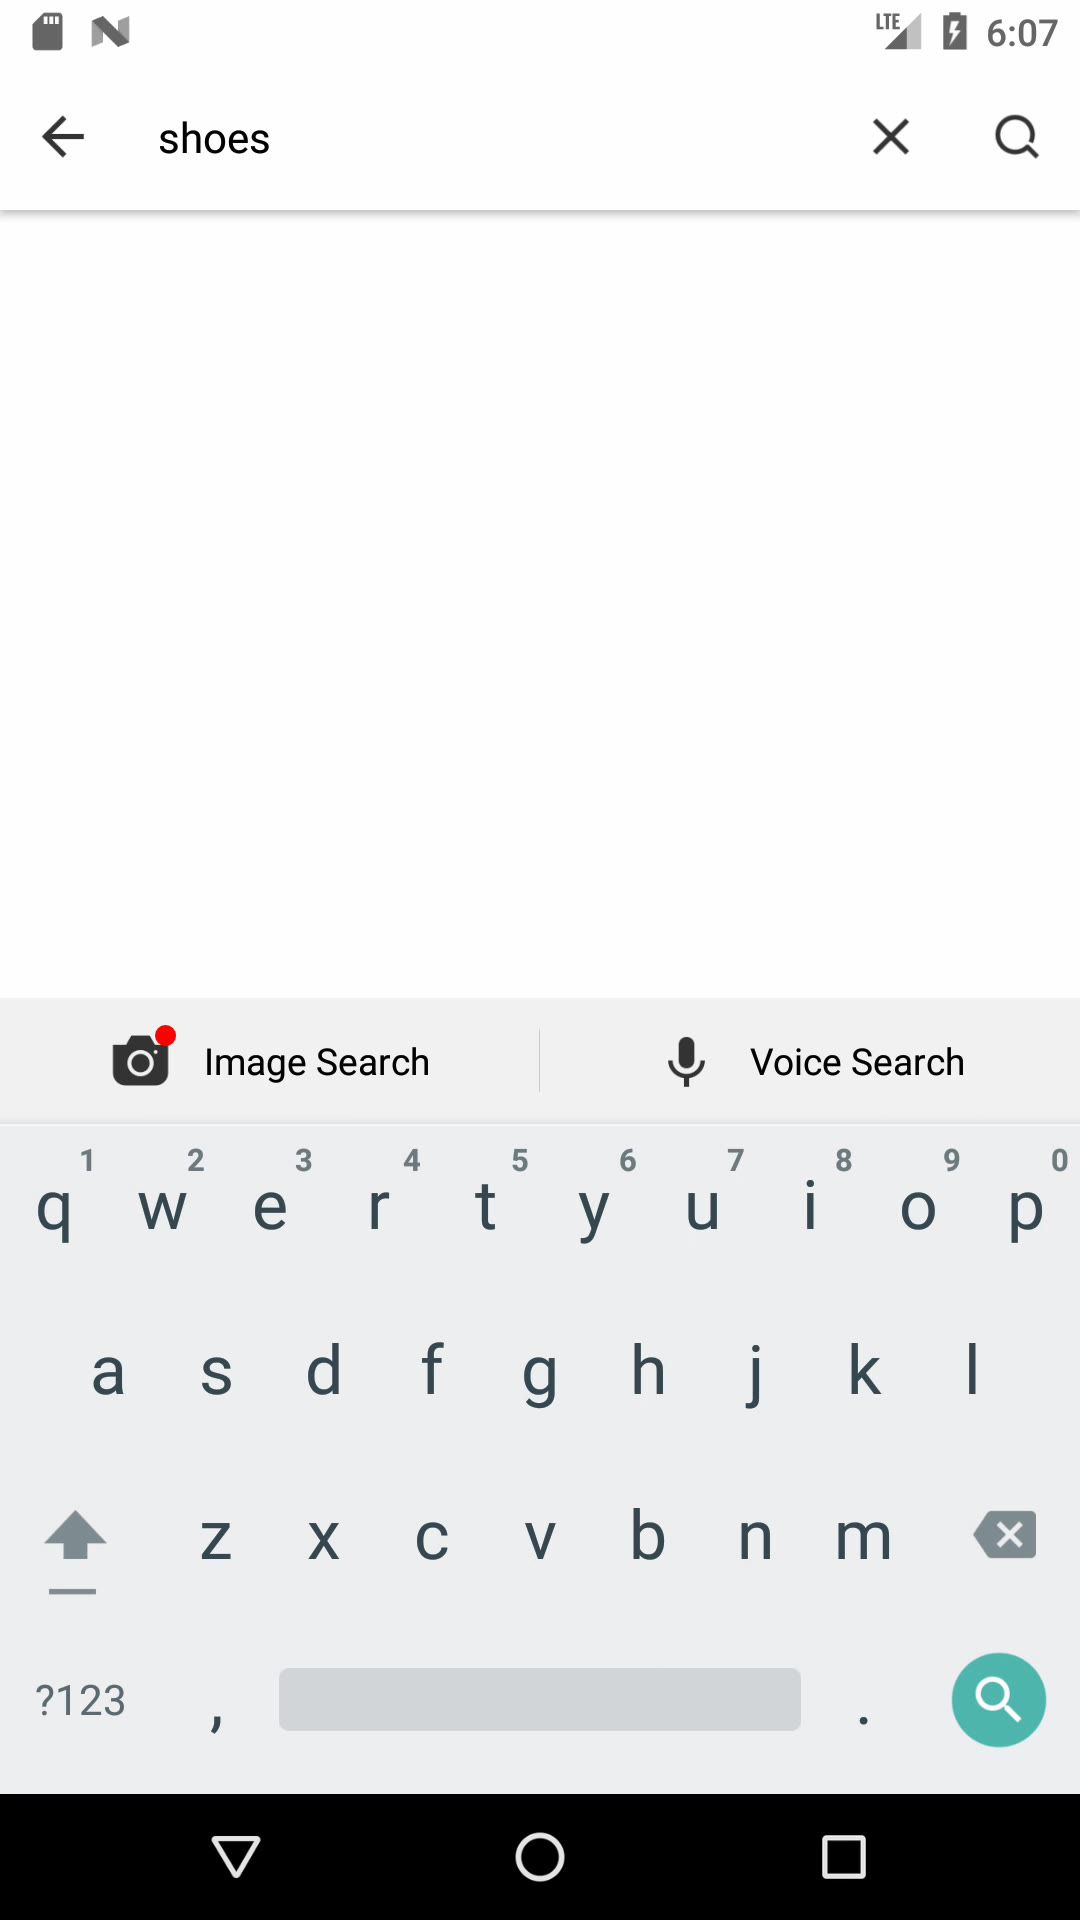 LTE 6:07
shoes
Image Search Voice Search
1 2 3 4 5 6 7 8 9 0
q w e r t y u i o p
a s d f g h j k l
z x c v b n m
?123 , .